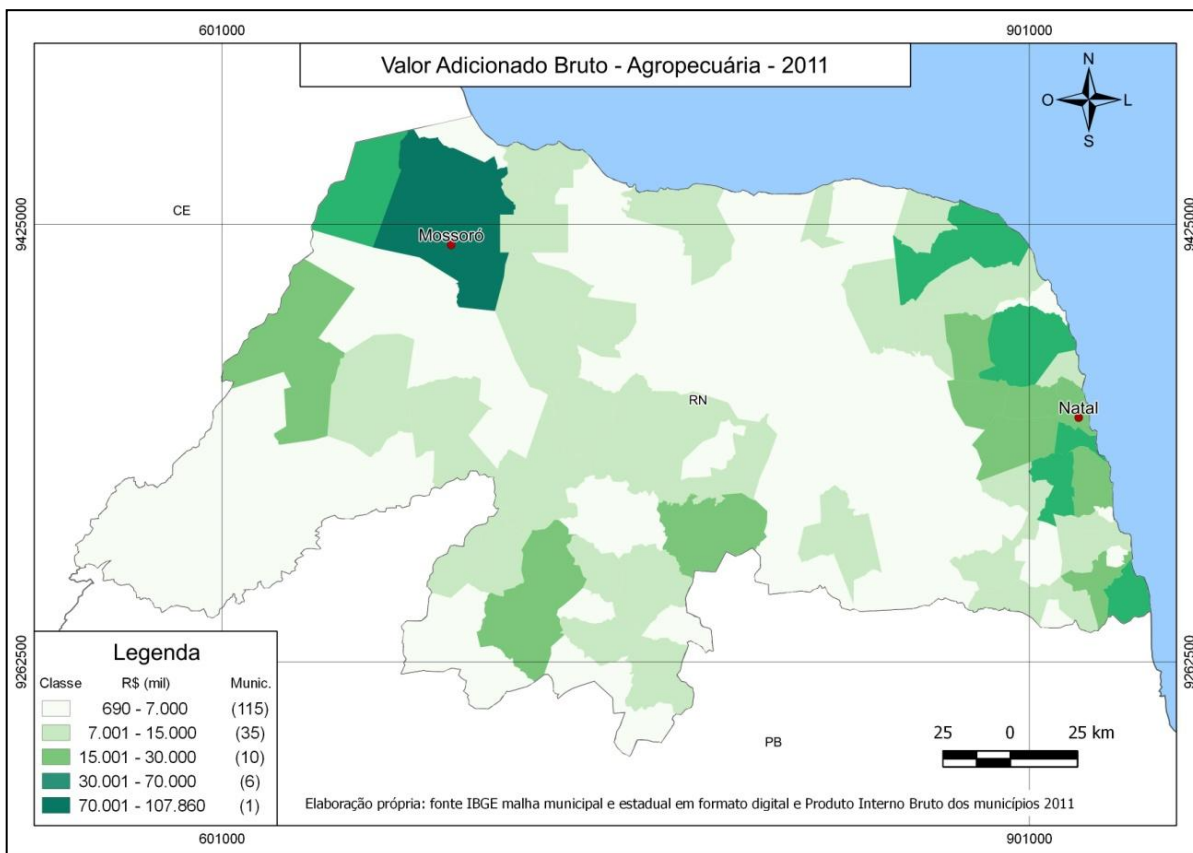 601000
901000
Valor Adicionado Bruto - Agropecuária - 2011
N
O
L
S
CE
9425000
9425000
Mossoró
RN
Natal
9262500
9262500
Legenda
Classe R$ (mil) Munic.
690 - 7.000 (115)
7.001 - 15.000 (35)
15.001 - 30.000 (10)
30.001 - 70.000 (6)
70.001 - 107.860 (1)
PB
25 0 25 km
Elaboração própria: fonte IBGE malha municipal e estadual em formato digital e Produto Interno Bruto dos municípios 2011
601000
901000